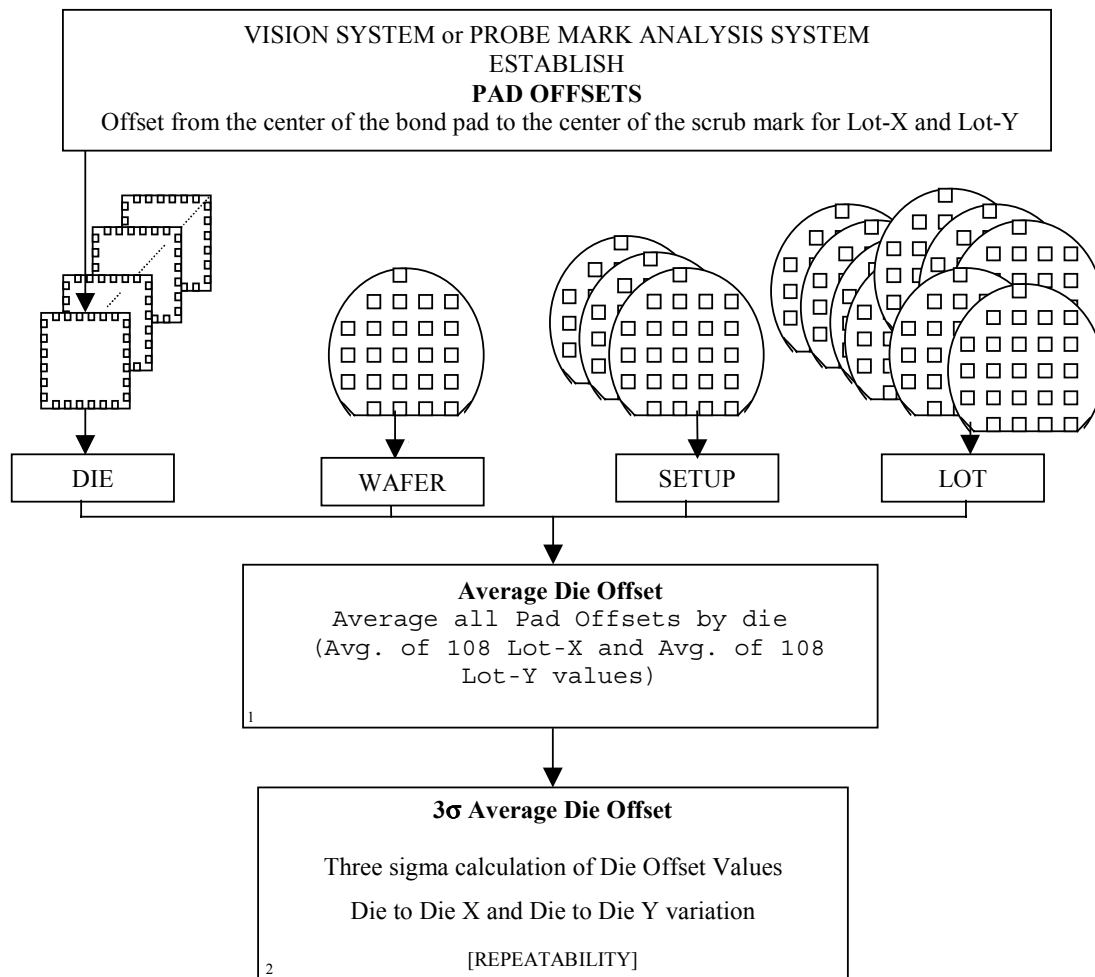 VISION SYSTEM or PROBE MARK ANALYSIS SYSTEM
ESTABLISH
PAD OFFSETS
Offset from the center of the bond pad to the center of the scrub mark for Lot-X and Lot-Y
DIE
WAFER
SETUP
LOT
Average Die Offset
Average all Pad Offsets by die
(Avg. of 108 Lot-X and Avg. of 108
Lot-Y values)
1
3σ Average Die Offset
Three sigma calculation of Die Offset Values
Die to Die X and Die to Die Y variation
[REPEATABILITY]
2